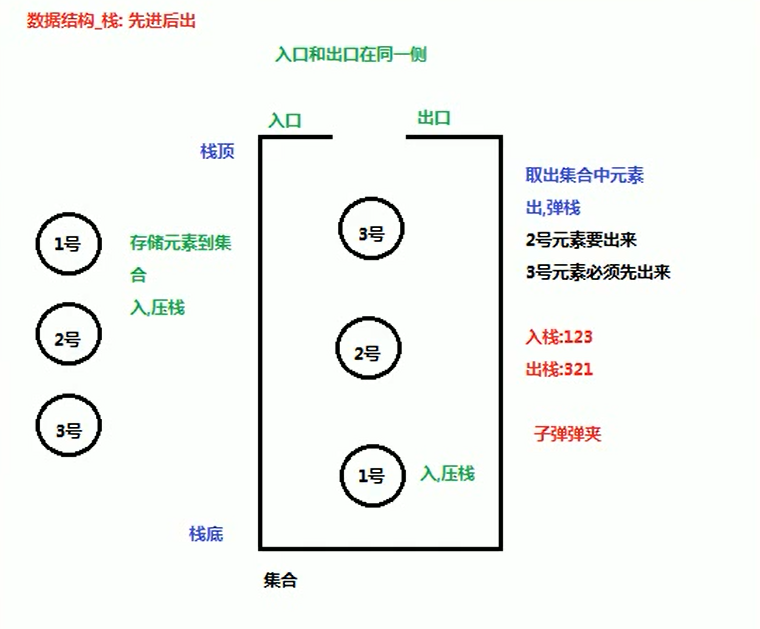 数据结构_栈: 先进后出
入口和出口在同一侧
入口
出口
栈顶
取出集合中元素
出,弹栈
2号元素要出来
3号元素必须先出来
1号
存储元素到集
合
入,压栈
2号
3号
3号
2号
1号
入,压栈
入栈:123
出栈:321
子弹弹夹
栈底
集合